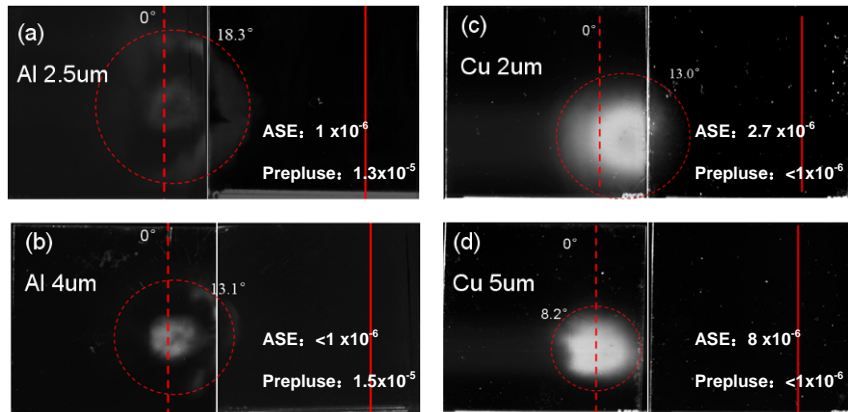 (a)
0°
18.3°
Al 2.5um
ASE：1 x10⁻⁶
Prepluse：1.3x10⁻⁵
(b)
0°
13.1°
Al 4um
ASE：<1 x10⁻⁶
Prepluse：1.5x10⁻⁵
(c)
0°
13.0°
Cu 2um
ASE：2.7 x10⁻⁶
Prepluse：<1x10⁻⁶
(d)
0°
8.2°
Cu 5um
ASE：8 x10⁻⁶
Prepluse：<1x10⁻⁶